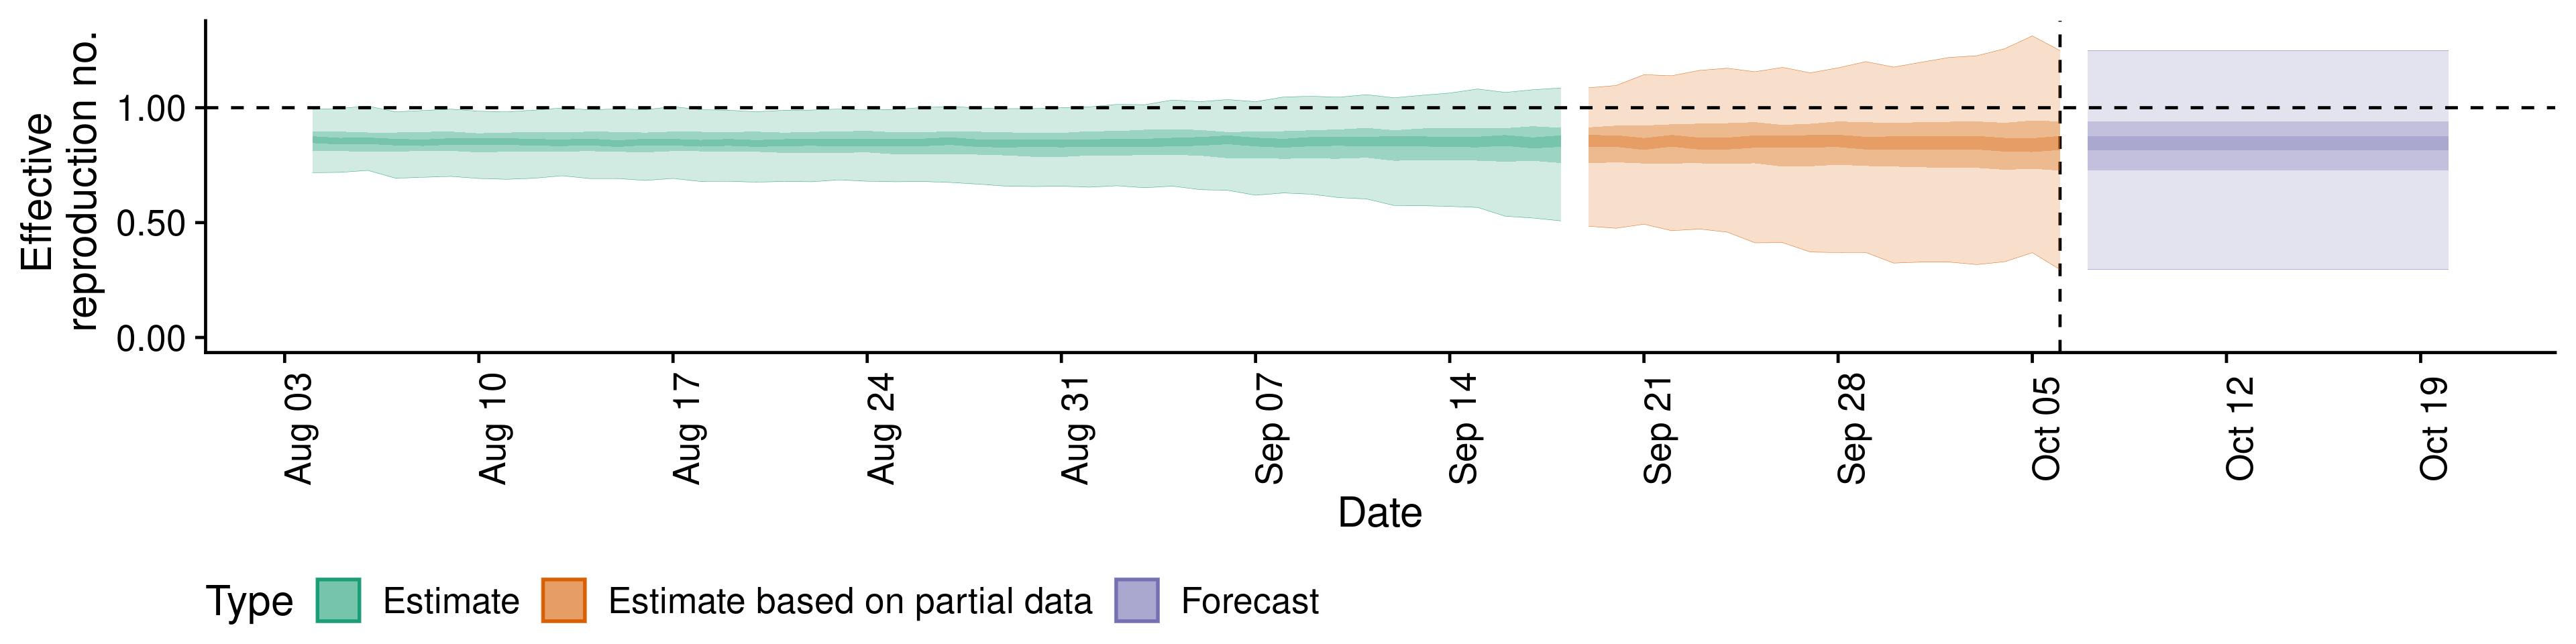 Effective
reproduction no.
1.00
0.50
0.00
Aug 03
Aug 10
Aug 17
Aug 24
Aug 31
Sep 07
Sep 14
Sep 21
Sep 28
Oct 05
Oct 12
Oct 19
Date
Type Estimate Estimate based on partial data Forecast